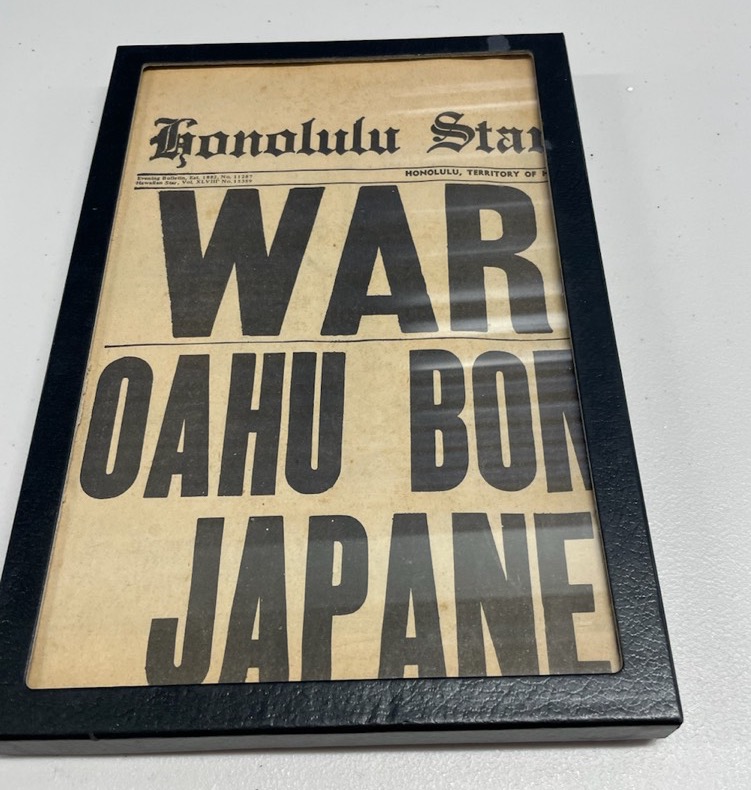 Honolulu Star
Evening Bulletin, Est. 1882, No. 11287
Hawaiian Star, Vol. XLVIII No. 15359
HONOLULU, TERRITORY OF
WAR
OAHU BOM
JAPANE